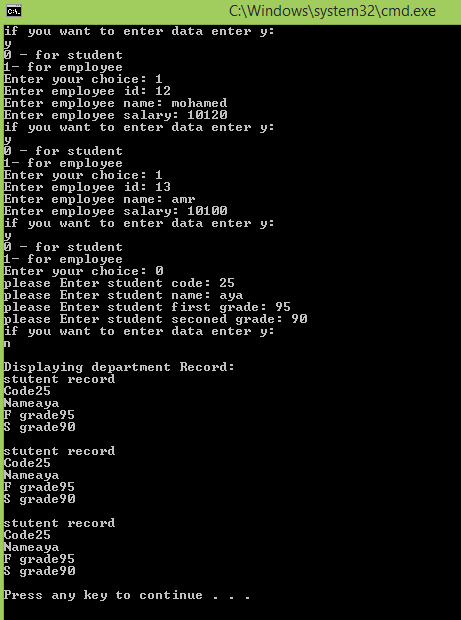 C:\Windows\system32\cmd.exe
if you want to enter data enter y:
y
0 - for student
1- for employee
Enter your choice: 1
Enter employee id: 12
Enter employee name: mohamed
Enter employee salary: 10120
if you want to enter data enter y:
y
0 - for student
1- for employee
Enter your choice: 1
Enter employee id: 13
Enter employee name: amr
Enter employee salary: 10100
if you want to enter data enter y:
y
0 - for student
1- for employee
Enter your choice: 0
please Enter student code: 25
please Enter student name: aya
please Enter student first grade: 95
please Enter student seconed grade: 90
if you want to enter data enter y:
n
Displaying department Record:
stutent record
Code25
Nameaya
F grade95
S grade90
stutent record
Code25
Nameaya
F grade95
S grade90
stutent record
Code25
Nameaya
F grade95
S grade90
Press any key to continue . . .